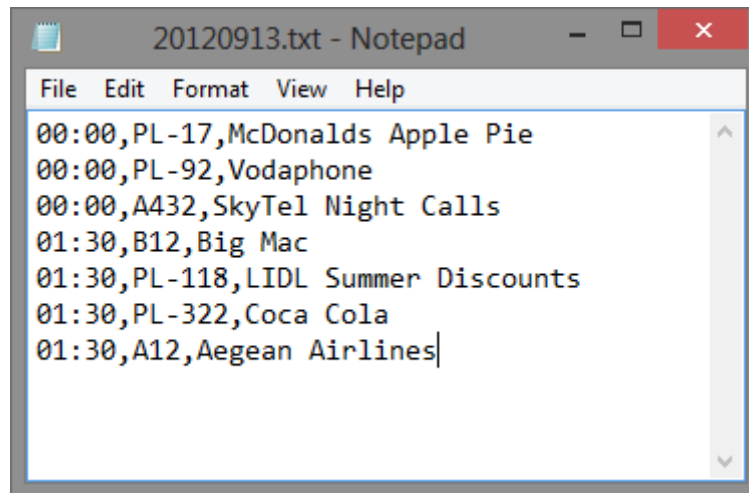 20120913.txt - Notepad
File Edit Format View Help
00:00,PL-17,McDonalds Apple Pie
00:00,PL-92,Vodaphone
00:00,A432,SkyTel Night Calls
01:30,B12,Big Mac
01:30,PL-118,LIDL Summer Discounts
01:30,PL-322,Coca Cola
01:30,A12,Aegean Airlines